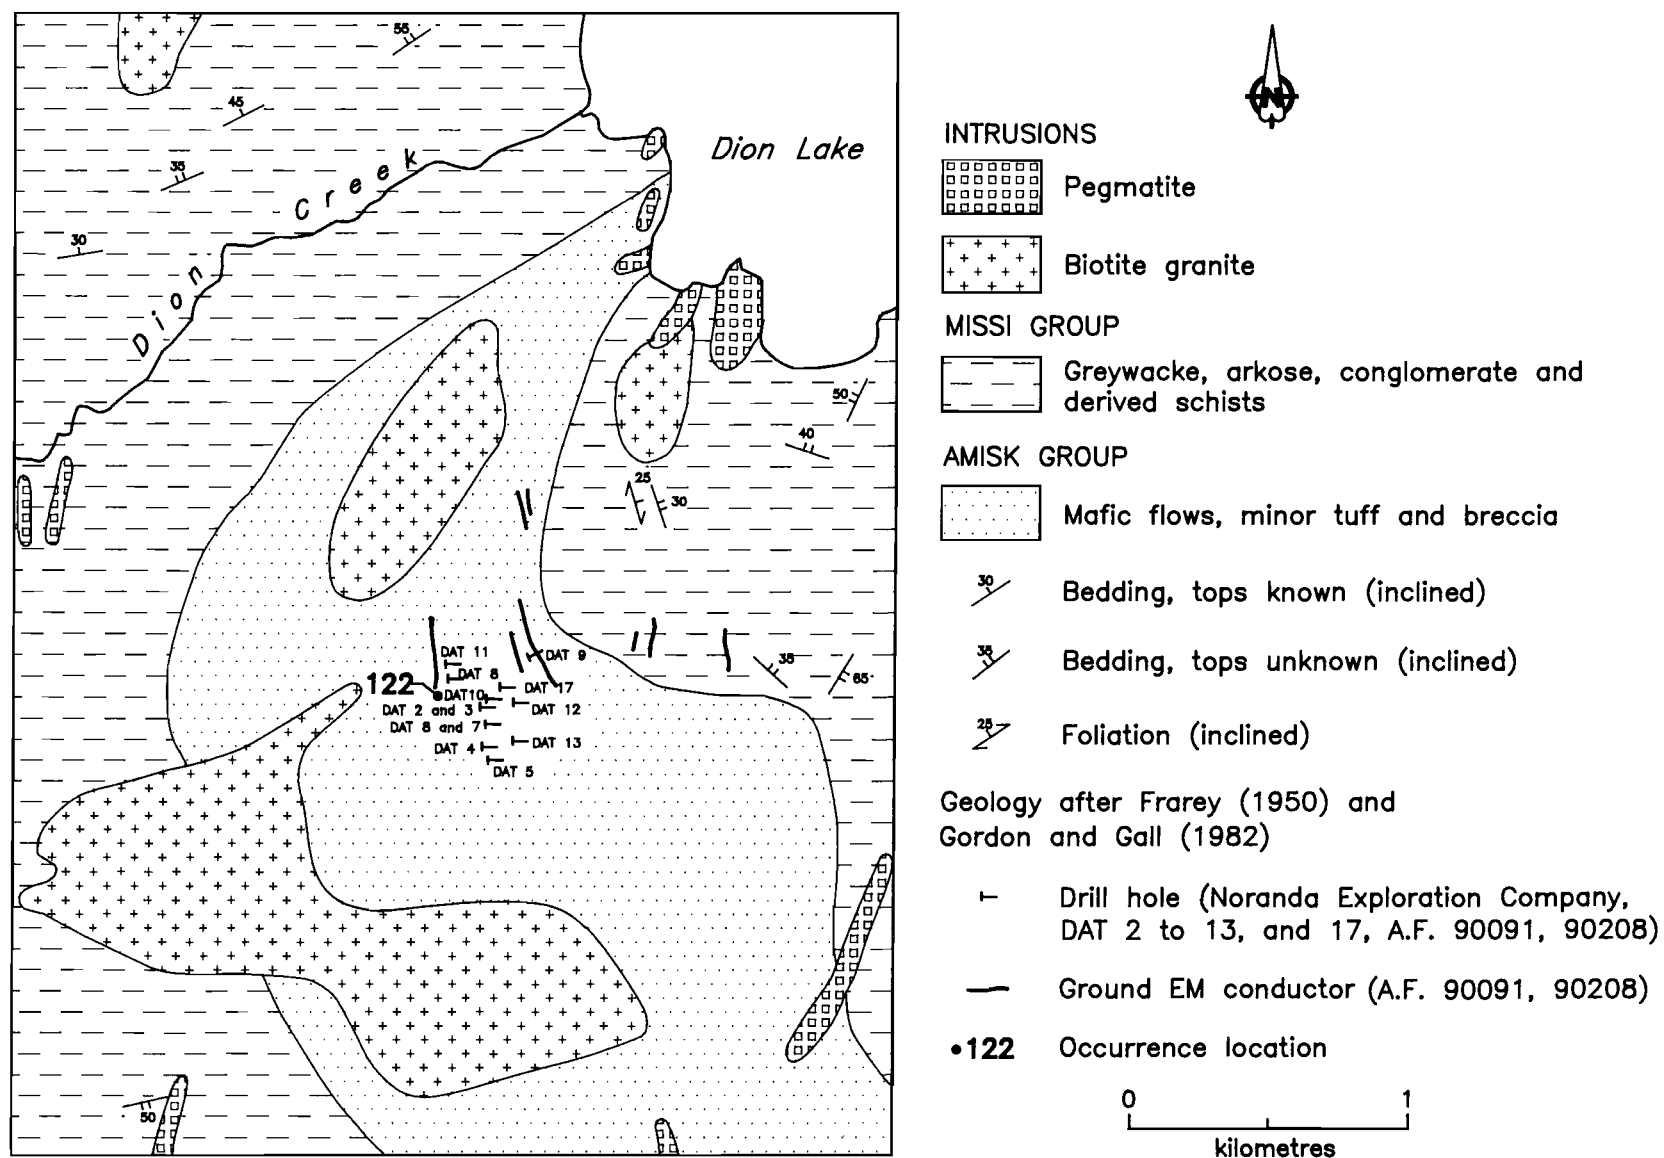 55
45
35
30
Dion Creek
Dion Lake
50
40
25
30
35
65
DAT 11
DAT 9
DAT 8
122
DAT10
DAT 17
DAT 2 and 3
DAT 12
DAT 8 and 7
DAT 4
DAT 13
DAT 5
50
N
INTRUSIONS
Pegmatite
Biotite granite
MISSI GROUP
Greywacke, arkose, conglomerate and
derived schists
AMISK GROUP
Mafic flows, minor tuff and breccia
30
Bedding, tops known (inclined)
35
Bedding, tops unknown (inclined)
25
Foliation (inclined)
Geology after Frarey (1950) and
Gordon and Gall (1982)
Drill hole (Noranda Exploration Company,
DAT 2 to 13, and 17, A.F. 90091, 90208)
Ground EM conductor (A.F. 90091, 90208)
•122 Occurrence location
0 1
kilometres